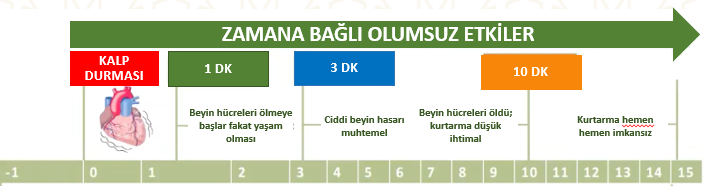 ZAMANA BAĞLI OLUMSUZ ETKİLER
KALP
DURMASI
1 DK
3 DK
10 DK
Beyin hücreleri ölmeye
başlar fakat yaşam
olması
Ciddi beyin hasarı
muhtemel
Beyin hücreleri öldü;
kurtarma düşük
ihtimal
Kurtarma hemen
hemen imkansız
-1 0 1 2 3 4 5 6 7 8 9 10 11 12 13 14 15